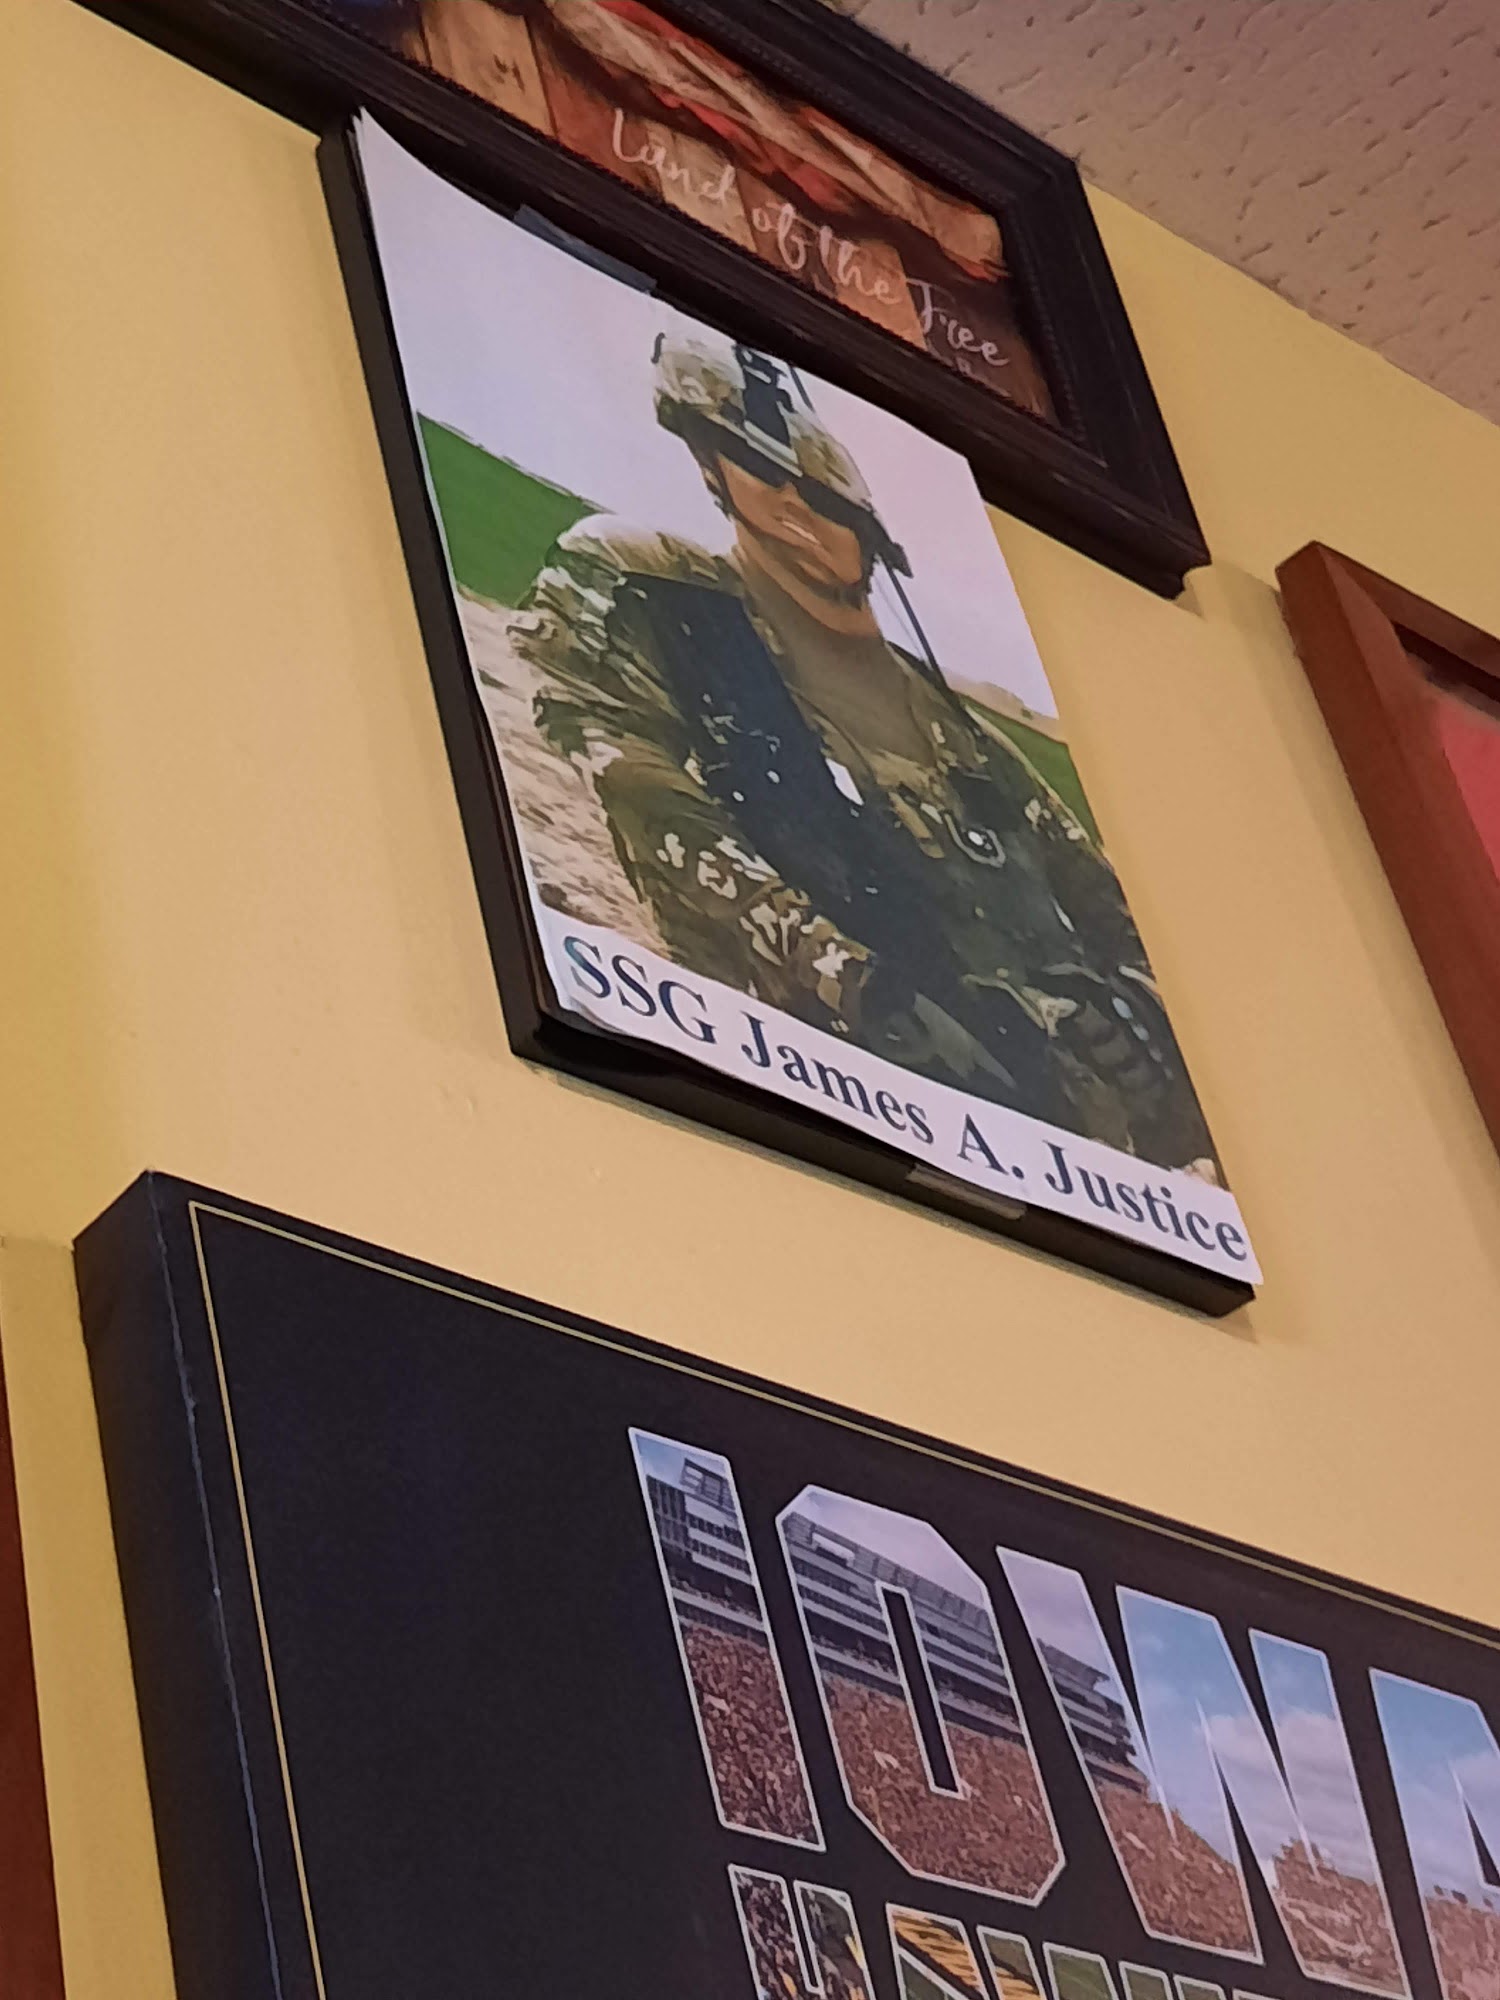 Land of the Free
SSG James A. Justice
IOWA